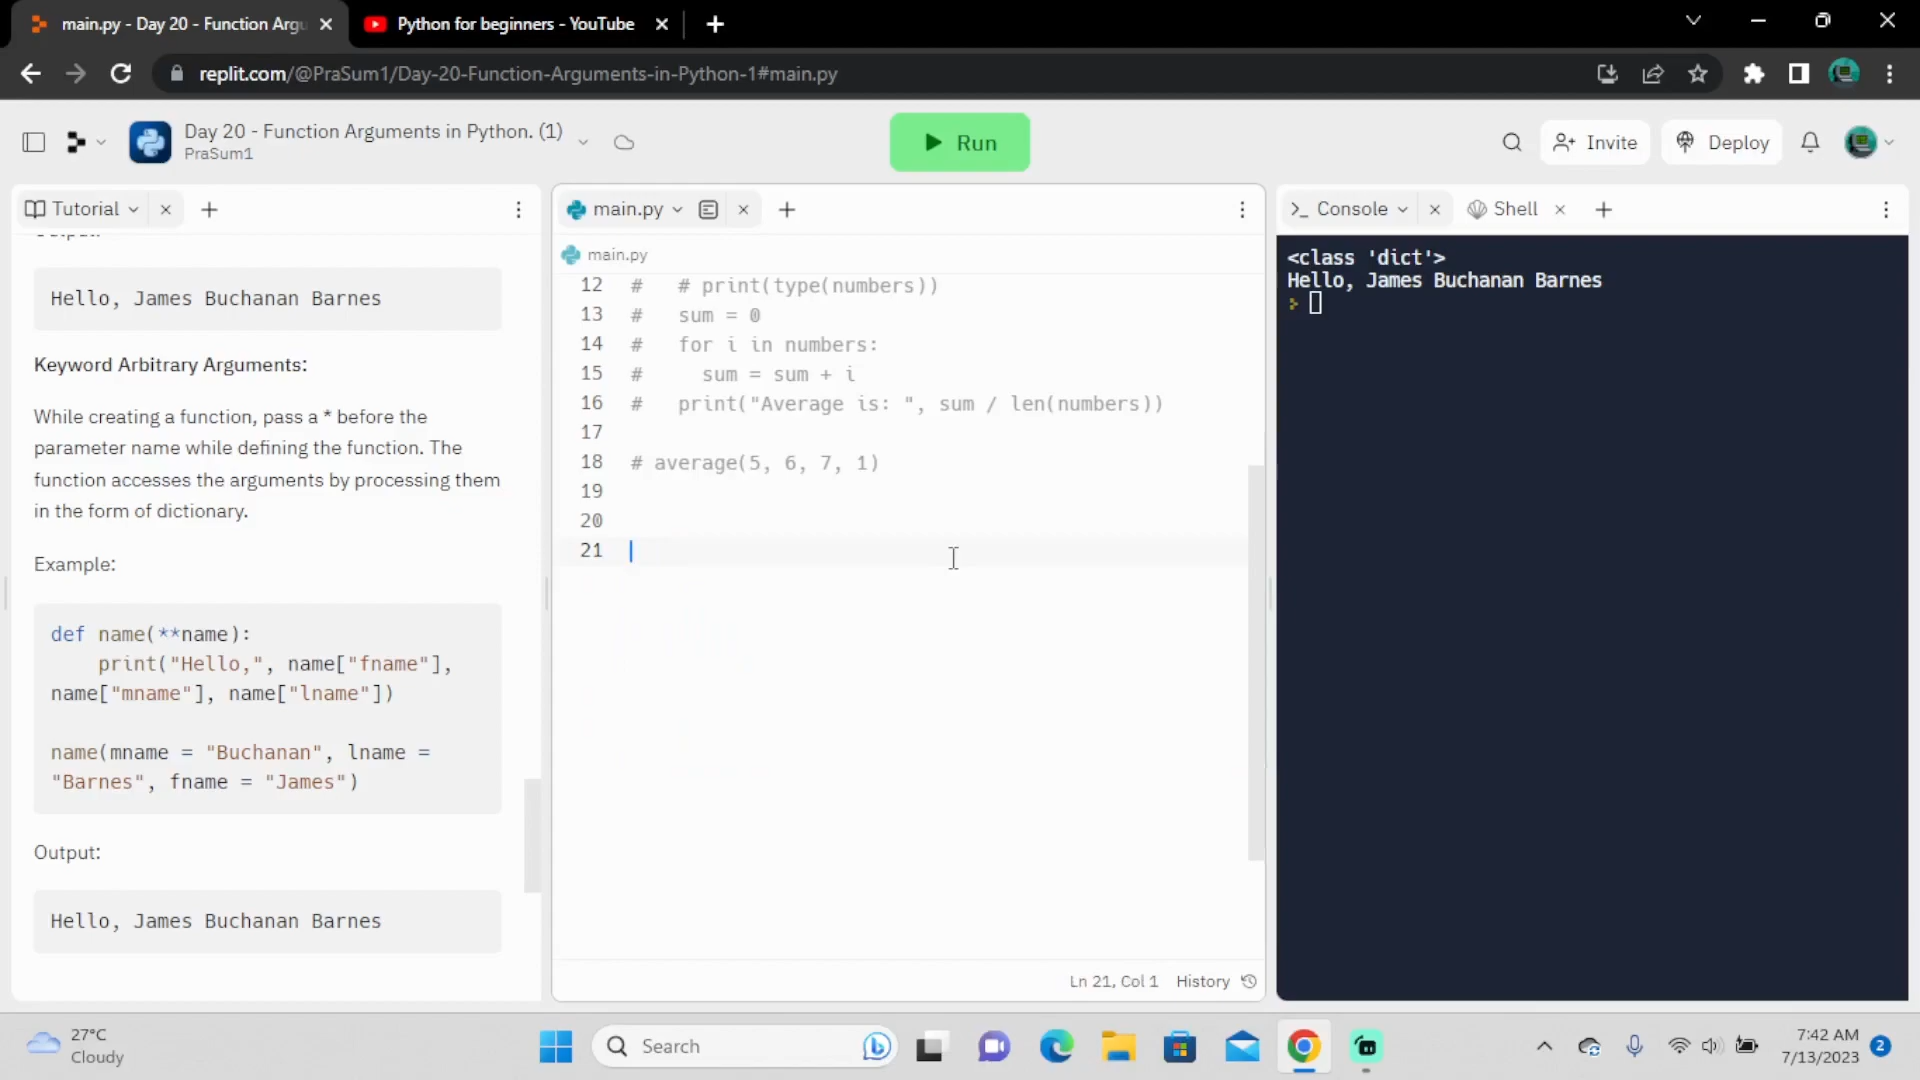 main.py - Day 20 - Function Argu
Python for beginners - YouTube
replit.com/@PraSum1/Day-20-Function-Arguments-in-Python-1#main.py
Day 20 - Function Arguments in Python. (1)
PraSum1
Run
Invite
Deploy
Tutorial
main.py
Console
Shell
Hello, James Buchanan Barnes
Keyword Arbitrary Arguments:
While creating a function, pass a * before the
parameter name while defining the function. The
function accesses the arguments by processing them
in the form of dictionary.
Example:
def name(**name):
print("Hello,", name["fname"],
name["mname"], name["lname"])
name(mname = "Buchanan", lname =
"Barnes", fname = "James")
Output:
Hello, James Buchanan Barnes
main.py
12 # # print(type(numbers))
13 # sum = 0
14 # for i in numbers:
15 # sum = sum + i
16 # print("Average is: ", sum / len(numbers))
17
18 # average(5, 6, 7, 1)
19
20
21
Ln 21, Col 1 History
<class 'dict'>
Hello, James Buchanan Barnes
27°C
Cloudy
Search
7:42 AM
7/13/2023
2